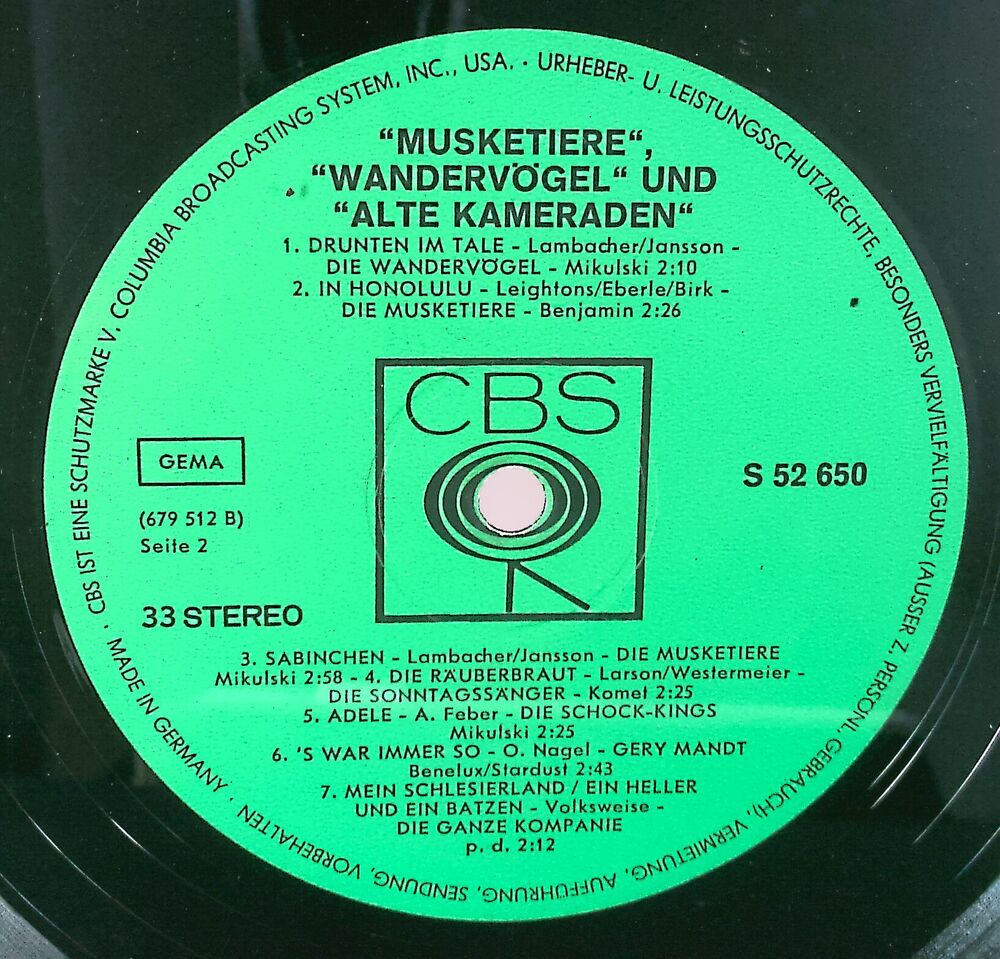 CBS IST EINE SCHUTZMARKE V. COLUMBIA BROADCASTING SYSTEM, INC., USA. · URHEBER- U. LEISTUNGSSCHUTZRECHTE, BESONDERS VERVIELFÄLTIGUNG (AUSSER Z. PERSÖNL. GEBRAUCH), VERMIETUNG, AUFFÜHRUNG, SENDUNG, VORBEHALTEN · MADE IN GERMANY ·
“MUSKETIERE“,
“WANDERVÖGEL“ UND
“ALTE KAMERADEN“
1. DRUNTEN IM TALE - Lambacher/Jansson -
DIE WANDERVÖGEL - Mikulski 2:10
2. IN HONOLULU - Leightons/Eberle/Birk -
DIE MUSKETIERE - Benjamin 2:26
CBS
GEMA
S 52 650
(679 512 B)
Seite 2
33 STEREO
3. SABINCHEN - Lambacher/Jansson - DIE MUSKETIERE
Mikulski 2:58 - 4. DIE RÄUBERBRAUT - Larson/Westermeier -
DIE SONNTAGSSÄNGER - Komet 2:25
5. ADELE - A. Feber - DIE SCHOCK-KINGS
Mikulski 2:25
6. 'S WAR IMMER SO - O. Nagel - GERY MANDT
Benelux/Stardust 2:43
7. MEIN SCHLESIERLAND / EIN HELLER
UND EIN BATZEN - Volksweise -
DIE GANZE KOMPANIE
p. d. 2:12